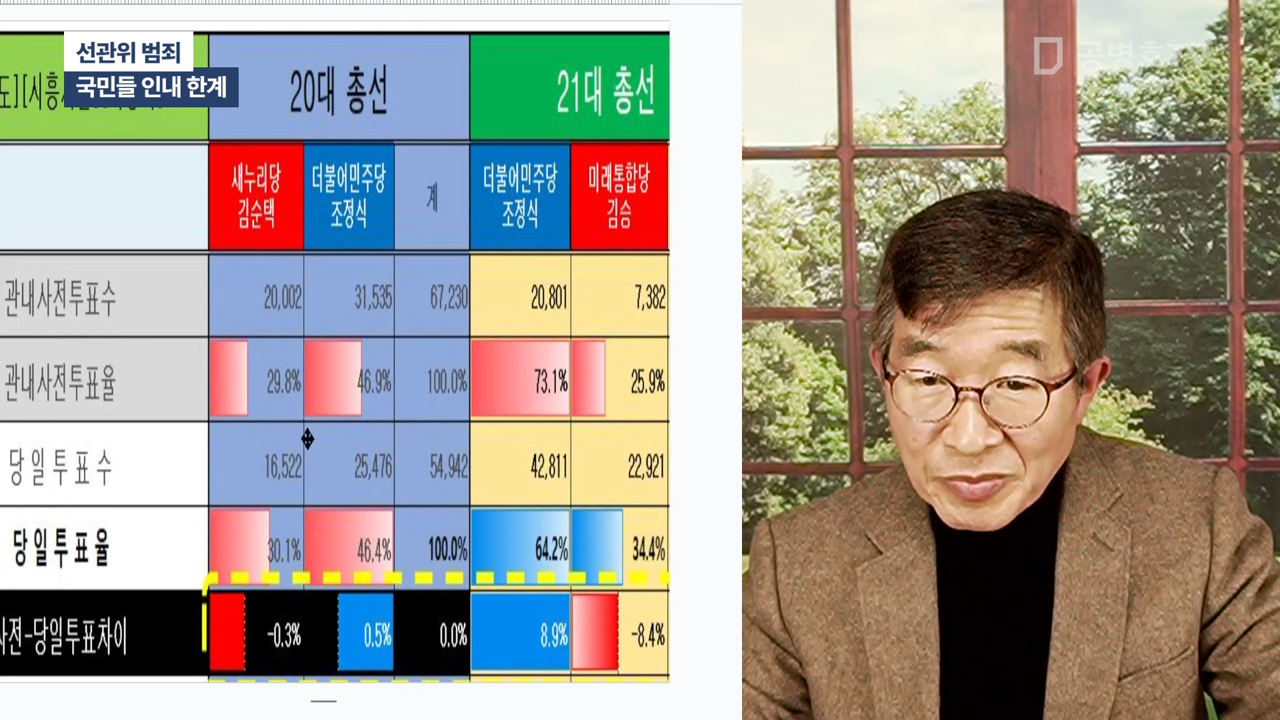 선관위 범죄
국민들 인내 한계
20대 총선
21대 총선
새누리당 더불어민주당 계 더불어민주당 미래통합당
김순택 조정식 조정식 김승
관내사전투표수 20,002 31,535 67,230 20,801 7,382
관내사전투표율 29.8% 46.9% 100.0% 73.1% 25.9%
당일투표수 16,522 25,476 54,942 42,811 22,921
당일투표율 30.1% 46.4% 100.0% 64.2% 34.4%
사전-당일투표차이 -0.3% 0.5% 0.0% 8.9% -8.4%